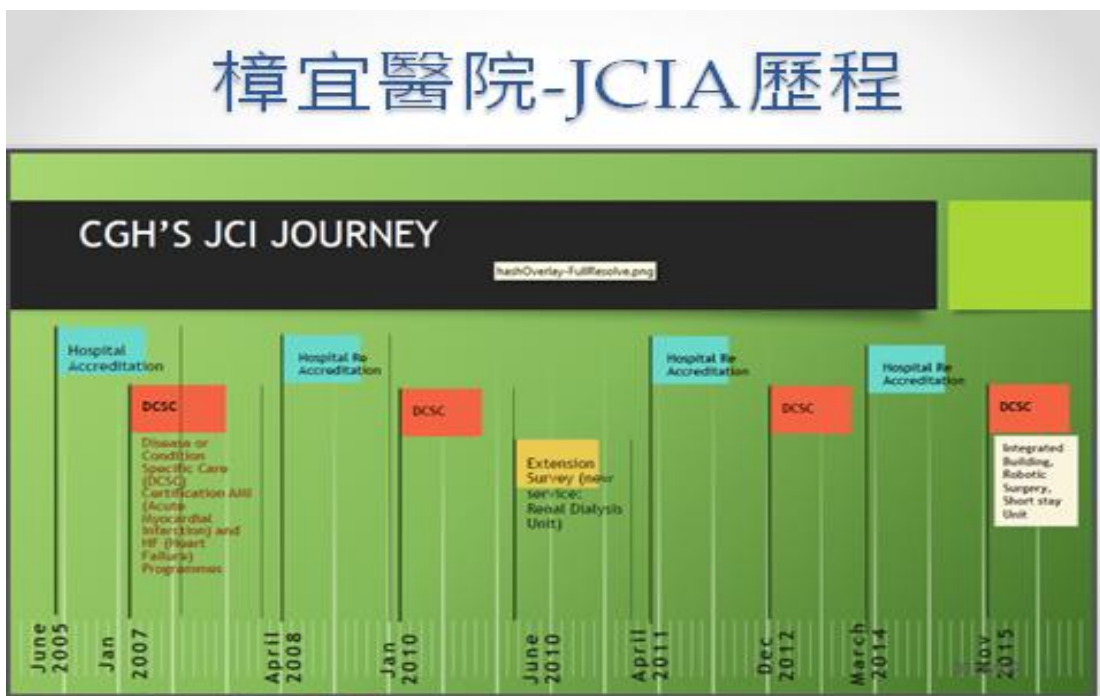 樟宜醫院-JCIA歷程
CGH'S JCI JOURNEY
hashOverlay-FullResolve.png
Hospital
Accreditation
DCSC
Disease or
Condition
Specific Care
(DCSC)
Certification AMI
(Acute
Myocardial
Infarction) and
HF (Heart
Failure)
Programmes
Hospital Re
Accreditation
DCSC
Extension
Survey (new
service:
Renal Dialysis
Unit)
Hospital Re
Accreditation
DCSC
Hospital Re
Accreditation
DCSC
Integrated
Building,
Robotic
Surgery,
Short stay
Unit
June
2005
Jan
2007
April
2008
Jan
2010
June
2010
April
2011
Dec
2012
March
2014
Nov
2015